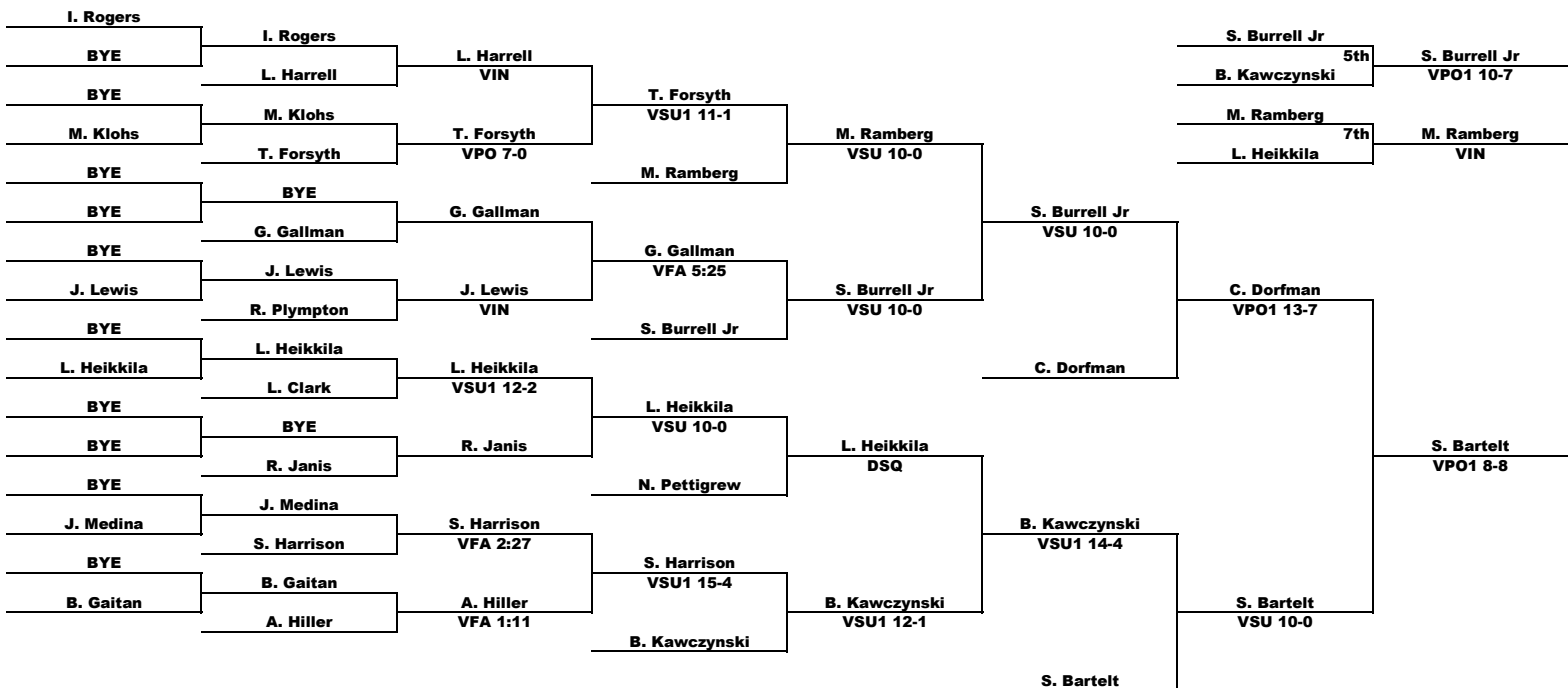 I. Rogers
BYE
BYE
M. Klohs
BYE
BYE
BYE
J. Lewis
BYE
L. Heikkila
BYE
BYE
BYE
J. Medina
BYE
B. Gaitan
I. Rogers
L. Harrell
M. Klohs
T. Forsyth
BYE
G. Gallman
J. Lewis
R. Plympton
L. Heikkila
L. Clark
BYE
R. Janis
J. Medina
S. Harrison
B. Gaitan
A. Hiller
L. Harrell
VIN
T. Forsyth
VPO 7-0
G. Gallman
J. Lewis
VIN
L. Heikkila
VSU1 12-2
R. Janis
S. Harrison
VFA 2:27
A. Hiller
VFA 1:11
T. Forsyth
VSU1 11-1
M. Ramberg
G. Gallman
VFA 5:25
S. Burrell Jr
L. Heikkila
VSU 10-0
N. Pettigrew
S. Harrison
VSU1 15-4
B. Kawczynski
M. Ramberg
VSU 10-0
S. Burrell Jr
VSU 10-0
L. Heikkila
DSQ
B. Kawczynski
VSU1 12-1
S. Burrell Jr
VSU 10-0
C. Dorfman
B. Kawczynski
VSU1 14-4
S. Bartelt
C. Dorfman
VPO1 13-7
S. Bartelt
VSU 10-0
S. Bartelt
VPO1 8-8
S. Burrell Jr
5th
B. Kawczynski
S. Burrell Jr
VPO1 10-7
M. Ramberg
7th
L. Heikkila
M. Ramberg
VIN